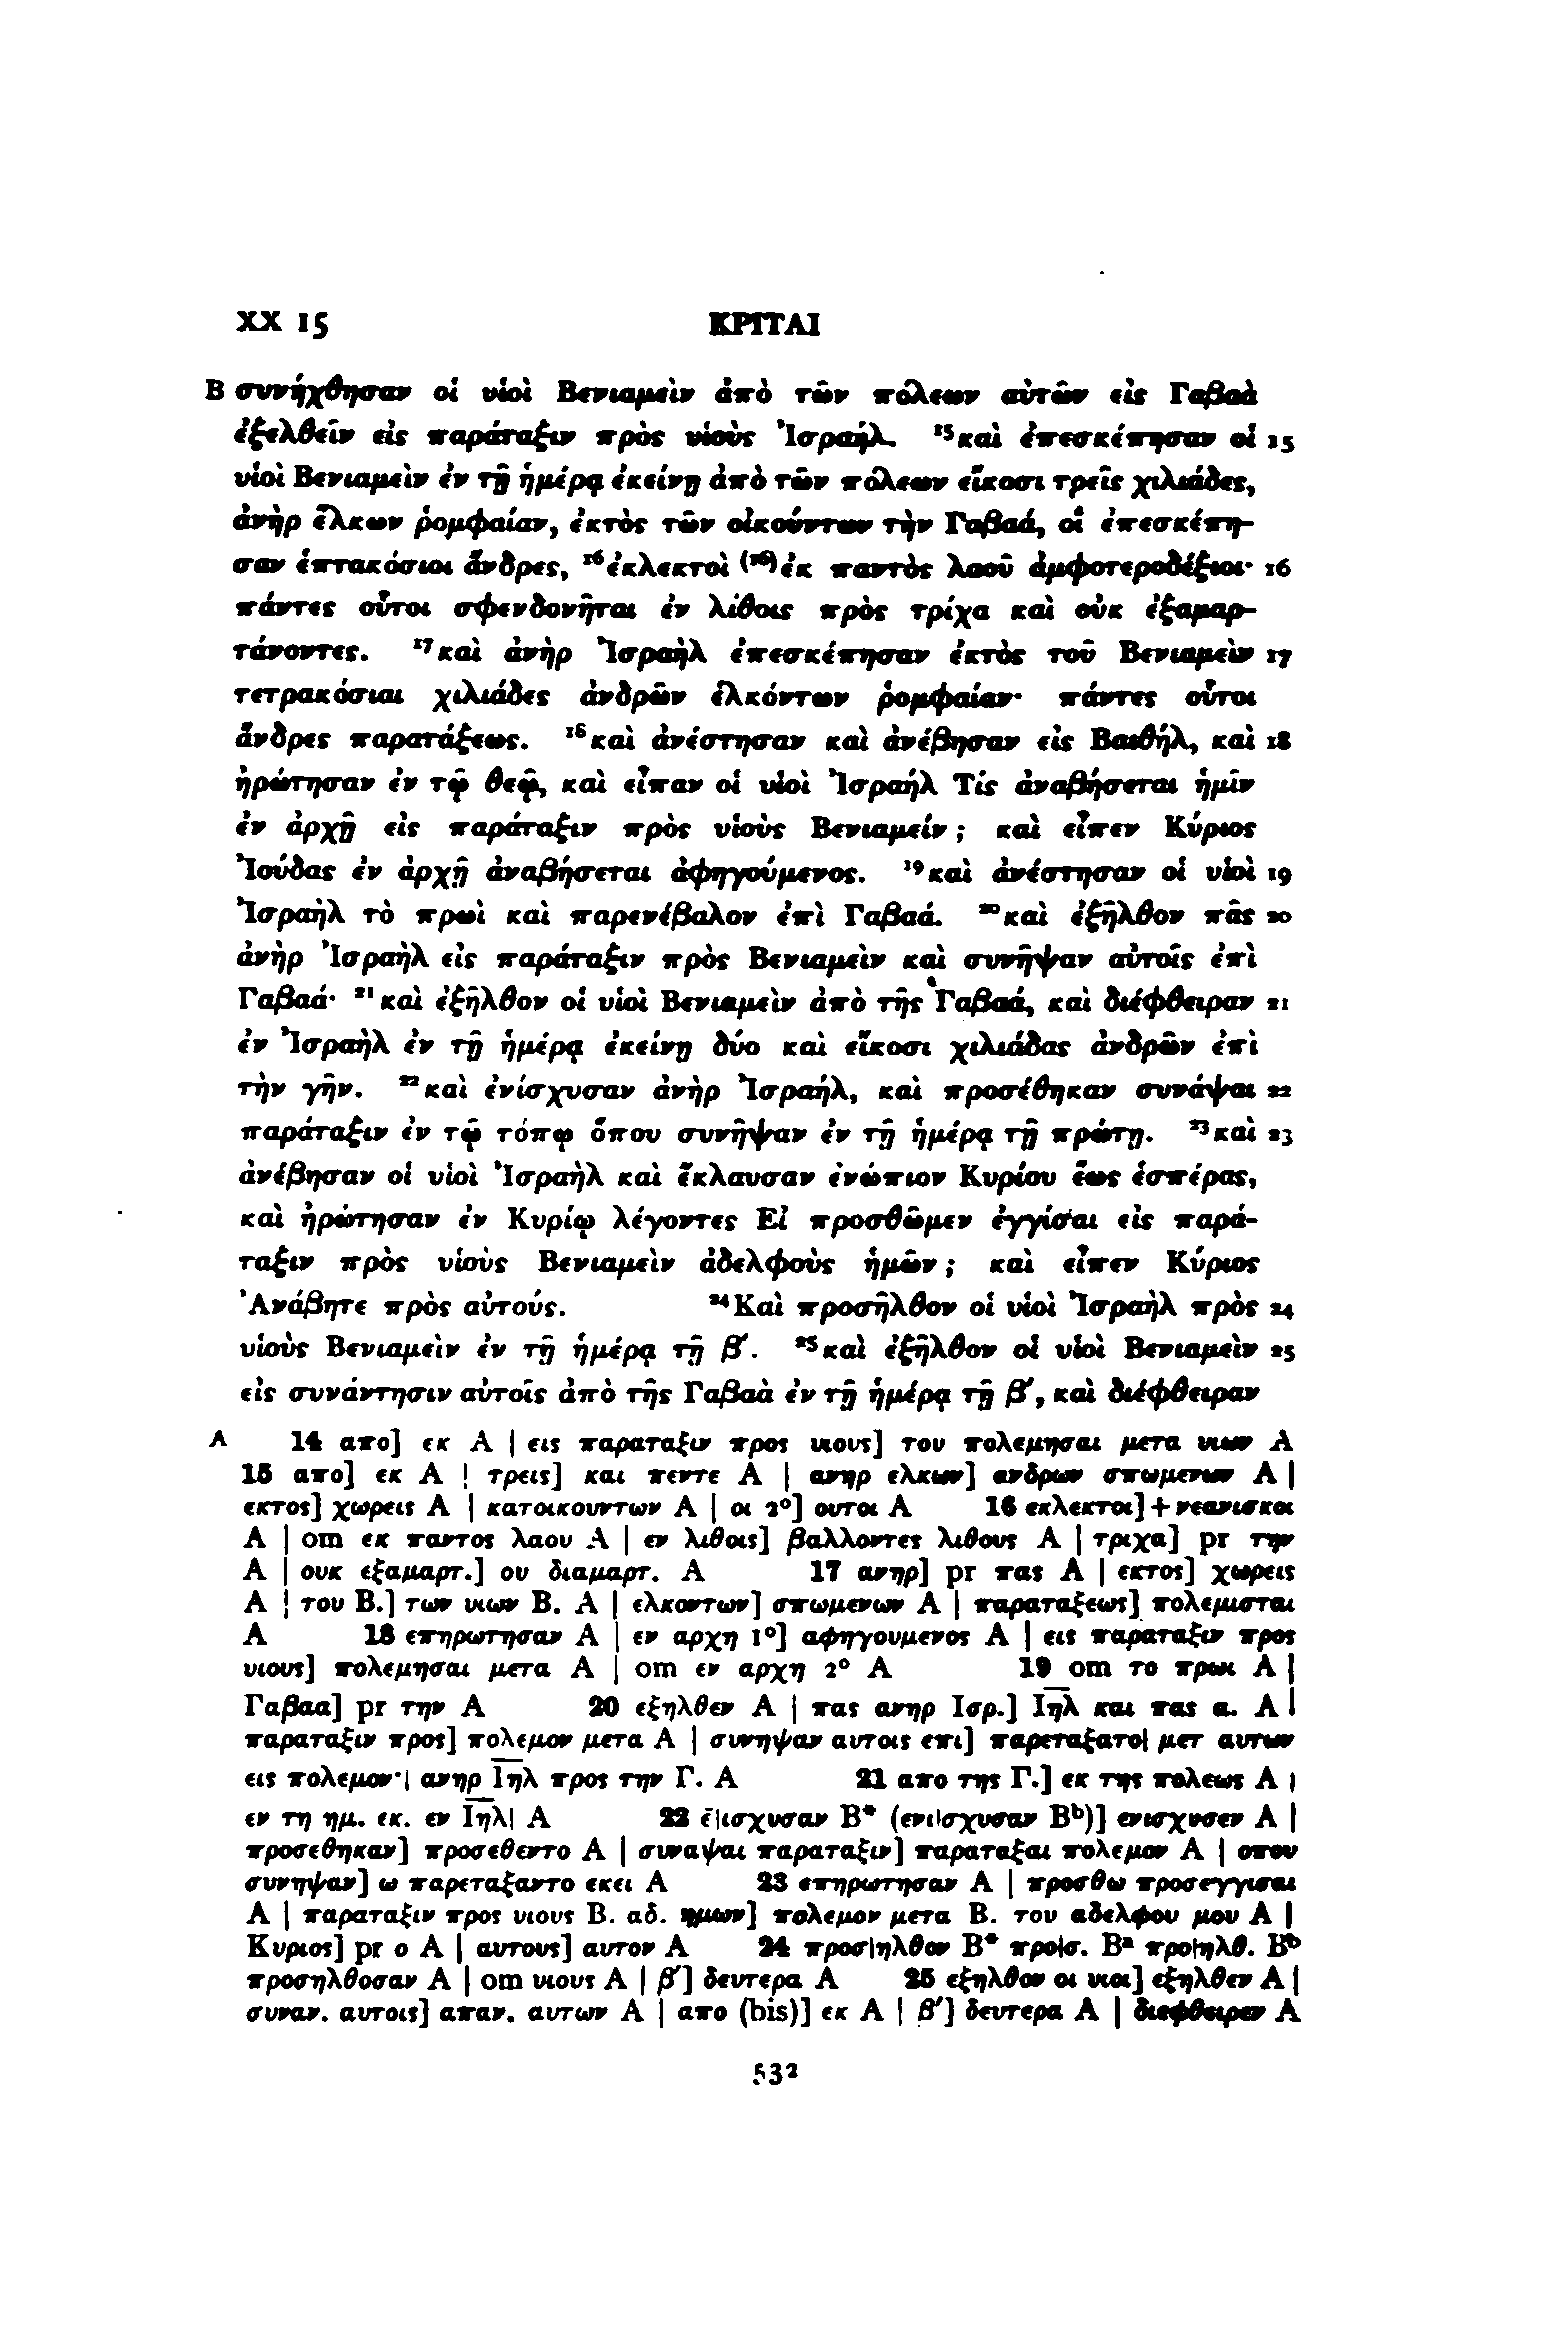 XX 15 ΚΡΙΤΑΙ
B συνήχθησαν οἱ υἱοὶ Βενιαμεὶν ἀπὸ τῶν πόλεων αὐτῶν εἰς Γαβαὰ
ἐξελθεῖν εἰς παράταξιν πρὸς υἱοὺς Ἰσραήλ. ¹⁵καὶ ἐπεσκέπησαν οἱ 15
υἱοὶ Βενιαμεὶν ἐν τῇ ἡμέρᾳ ἐκείνῃ ἀπὸ τῶν πόλεων εἴκοσι τρεῖς χιλιάδες,
ἀνὴρ ἕλκων ῥομφαίαν, ἐκτὸς τῶν οἰκούντων τὴν Γαβαά, οἳ ἐπεσκέπη-
σαν ἑπτακόσιοι ἄνδρες, ¹⁶ἐκλεκτοὶ (¹⁶)ἐκ παντὸς λαοῦ ἀμφοτεροδέξιοι· 16
πάντες οὗτοι σφενδονῆται ἐν λίθοις πρὸς τρίχα καὶ οὐκ ἐξαμαρ-
τάνοντες. ¹⁷καὶ ἀνὴρ Ἰσραὴλ ἐπεσκέπησαν ἐκτὸς τοῦ Βενιαμεὶν 17
τετρακόσιαι χιλιάδες ἀνδρῶν ἑλκόντων ῥομφαίαν· πάντες οὗτοι
ἄνδρες παρατάξεως. ¹⁸καὶ ἀνέστησαν καὶ ἀνέβησαν εἰς Βαιθήλ, καὶ 18
ἠρώτησαν ἐν τῷ θεῷ, καὶ εἶπαν οἱ υἱοὶ Ἰσραήλ Τίς ἀναβήσεται ἡμῖν
ἐν ἀρχῇ εἰς παράταξιν πρὸς υἱοὺς Βενιαμείν; καὶ εἶπεν Κύριος
Ἰούδας ἐν ἀρχῇ ἀναβήσεται ἀφηγούμενος. ¹⁹καὶ ἀνέστησαν οἱ υἱοὶ 19
Ἰσραὴλ τὸ πρωὶ καὶ παρενέβαλον ἐπὶ Γαβαά. ²⁰καὶ ἐξῆλθον πᾶς 20
ἀνὴρ Ἰσραὴλ εἰς παράταξιν πρὸς Βενιαμεὶν καὶ συνῆψαν αὐτοῖς ἐπὶ
Γαβαά· ²¹καὶ ἐξῆλθον οἱ υἱοὶ Βενιαμεὶν ἀπὸ τῆς Γαβαά, καὶ διέφθειραν 21
ἐν Ἰσραὴλ ἐν τῇ ἡμέρᾳ ἐκείνῃ δύο καὶ εἴκοσι χιλιάδας ἀνδρῶν ἐπὶ
τὴν γῆν. ²²καὶ ἐνίσχυσαν ἀνὴρ Ἰσραήλ, καὶ προσέθηκαν συνάψαι 22
παράταξιν ἐν τῷ τόπῳ ὅπου συνῆψαν ἐν τῇ ἡμέρᾳ τῇ πρώτῃ. ²³καὶ 23
ἀνέβησαν οἱ υἱοὶ Ἰσραὴλ καὶ ἔκλαυσαν ἐνώπιον Κυρίου ἕως ἑσπέρας,
καὶ ἠρώτησαν ἐν Κυρίῳ λέγοντες Εἰ προσθῶμεν ἐγγίσαι εἰς παρά-
ταξιν πρὸς υἱοὺς Βενιαμεὶν ἀδελφοὺς ἡμῶν; καὶ εἶπεν Κύριος
Ἀνάβητε πρὸς αὐτούς. ²⁴Καὶ προσῆλθον οἱ υἱοὶ Ἰσραὴλ πρὸς 24
υἱοὺς Βενιαμεὶν ἐν τῇ ἡμέρᾳ τῇ β΄. ²⁵καὶ ἐξῆλθον οἱ υἱοὶ Βενιαμεὶν 25
εἰς συνάντησιν αὐτοῖς ἀπὸ τῆς Γαβαὰ ἐν τῇ ἡμέρᾳ τῇ β΄, καὶ διέφθειραν
A 14 απο] εκ A | εις παραταξιν προς υιους] του πολεμησαι μετα υιων A
15 απο] εκ A | τρεις] και πεντε A | ανηρ ελκων] ανδρων σπωμενων A |
εκτος] χωρεις A | κατοικουντων A | οι 2°] ουτοι A 16 εκλεκτοι]+νεανισκοι
A | om εκ παντος λαου A | εν λιθοις] βαλλοντες λιθους A | τριχα] pr την
A | ουκ εξαμαρτ.] ου διαμαρτ. A 17 ανηρ] pr πας A | εκτος] χωρεις
A | του B.] των υιων B. A | ελκοντων] σπωμενων A | παραταξεως] πολεμισται
A 18 επηρωτησαν A | εν αρχη 1°] αφηγουμενος A | εις παραταξιν προς
υιους] πολεμησαι μετα A | om εν αρχη 2° A 19 om το πρωι A |
Γαβαα] pr την A 20 εξηλθεν A | πας ανηρ Ισρ.] Ιη̅λ̅ και πας α. A |
παραταξιν προς] πολεμον μετα A | συνηψαν αυτοις επι] παρεταξατο| μετ αυτων
εις πολεμον·| ανηρ Ιη̅λ̅ προς την Γ. A 21 απο της Γ.] εκ της πολεως A |
εν τη ημ. εκ. εν Ιη̅λ̅| A 22 ε̄|ισχυσαν B* (ενι|σχυσαν Bᵇ)] ενισχυσεν A |
προσεθηκαν] προσεθεντο A | συναψαι παραταξιν] παραταξαι πολεμον A | οπου
συνηψαν] ω παρεταξαντο εκει A 23 επηρωτησαν A | προσθω προσεγγισαι
A | παραταξιν προς υιους B. αδ. ημων] πολεμον μετα B. του αδελφου μου A |
Κυριος] pr ο A | αυτους] αυτον A 24 προσ|ηλθον B* προ|σ. Bᵃ προ|ηλθ. Bᵇ
προσηλθοσαν A | om υιους A | β΄] δευτερα A 25 εξηλθον οι υιοι] εξηλθεν A |
συναν. αυτοις] απαν. αυτων A | απο (bis)] εκ A | β΄] δευτερα A | διεφθειρεν A
532